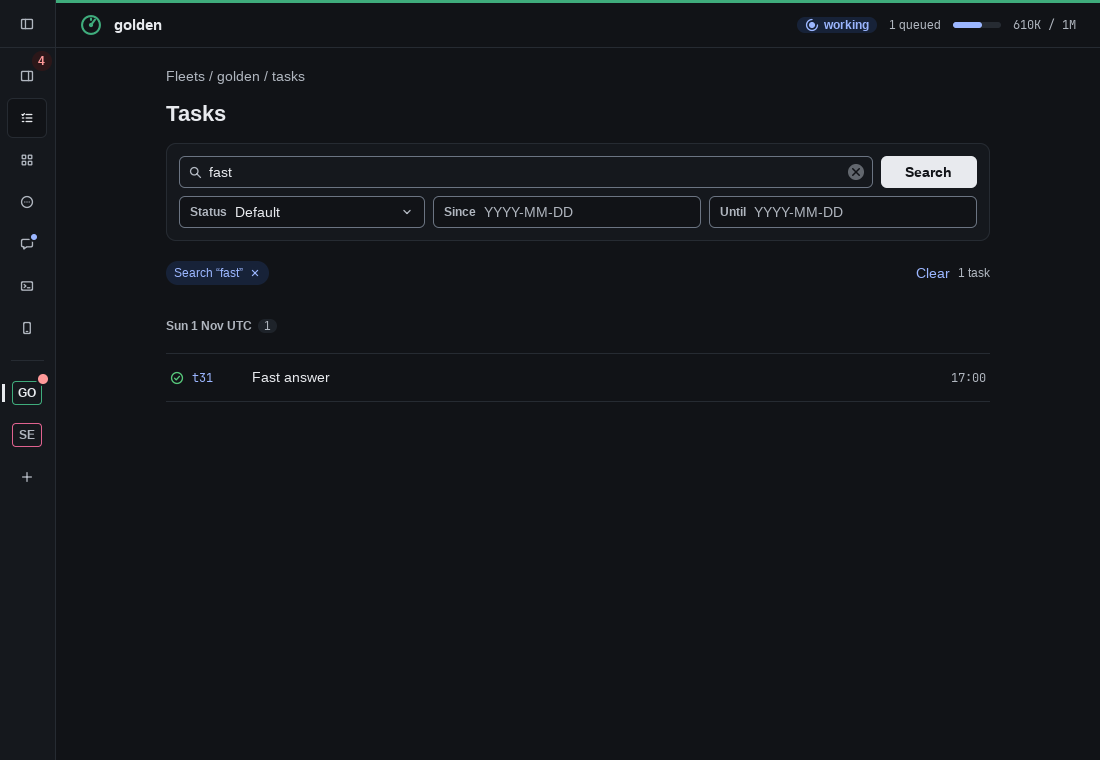 golden
working
1 queued
610K / 1M
4
Fleets / golden / tasks
Tasks
fast
Search
Status Default
Since YYYY-MM-DD
Until YYYY-MM-DD
Search “fast” ×
Clear 1 task
Sun 1 Nov UTC 1
t31 Fast answer 17:00
GO
SE